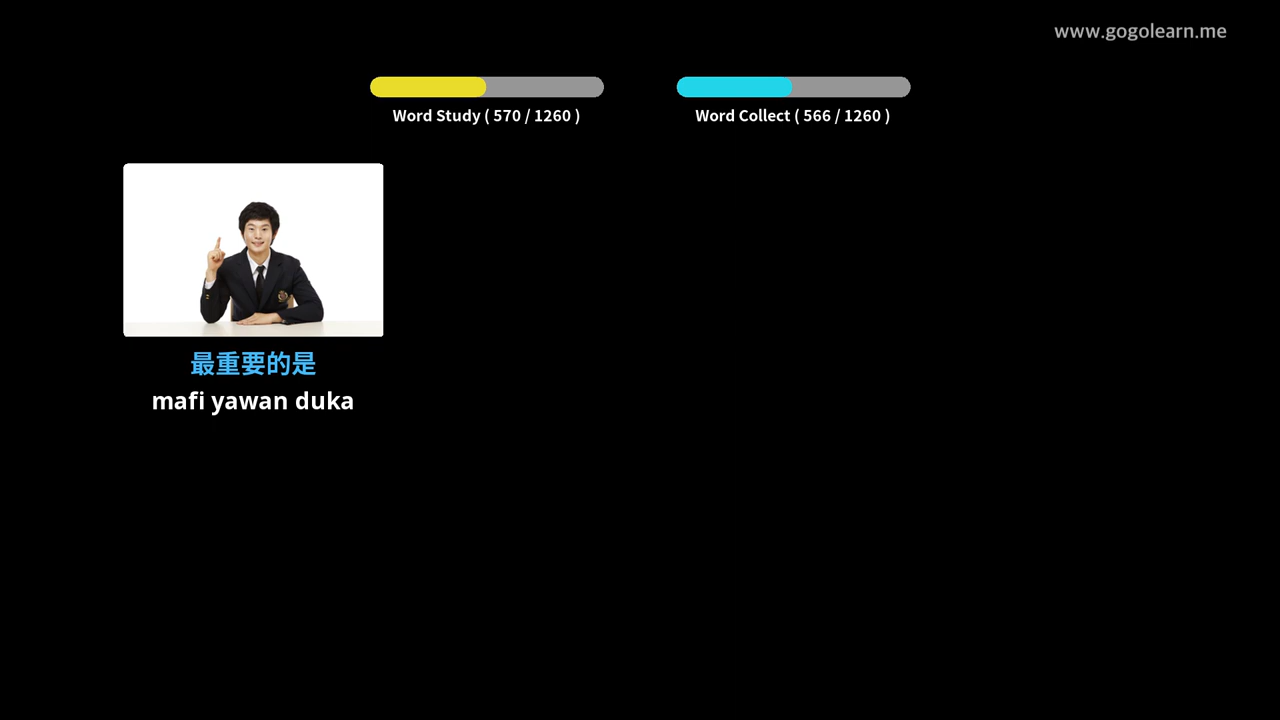 www.gogolearn.me
Word Study ( 570 / 1260 )
Word Collect ( 566 / 1260 )
最重要的是
mafi yawan duka